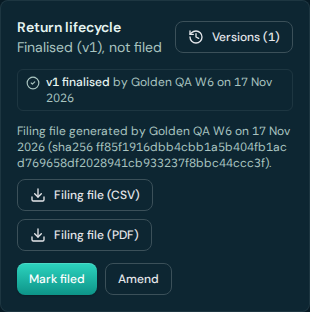 Return lifecycle
Finalised (v1), not filed
Versions (1)
v1 finalised by Golden QA W6 on 17 Nov
2026
Filing file generated by Golden QA W6 on 17 Nov
2026 (sha256 ff85f1916dbb4cbb1a5b404fb1ac
d769658df2028941cb933237f8bbc44ccc3f).
Filing file (CSV)
Filing file (PDF)
Mark filed
Amend